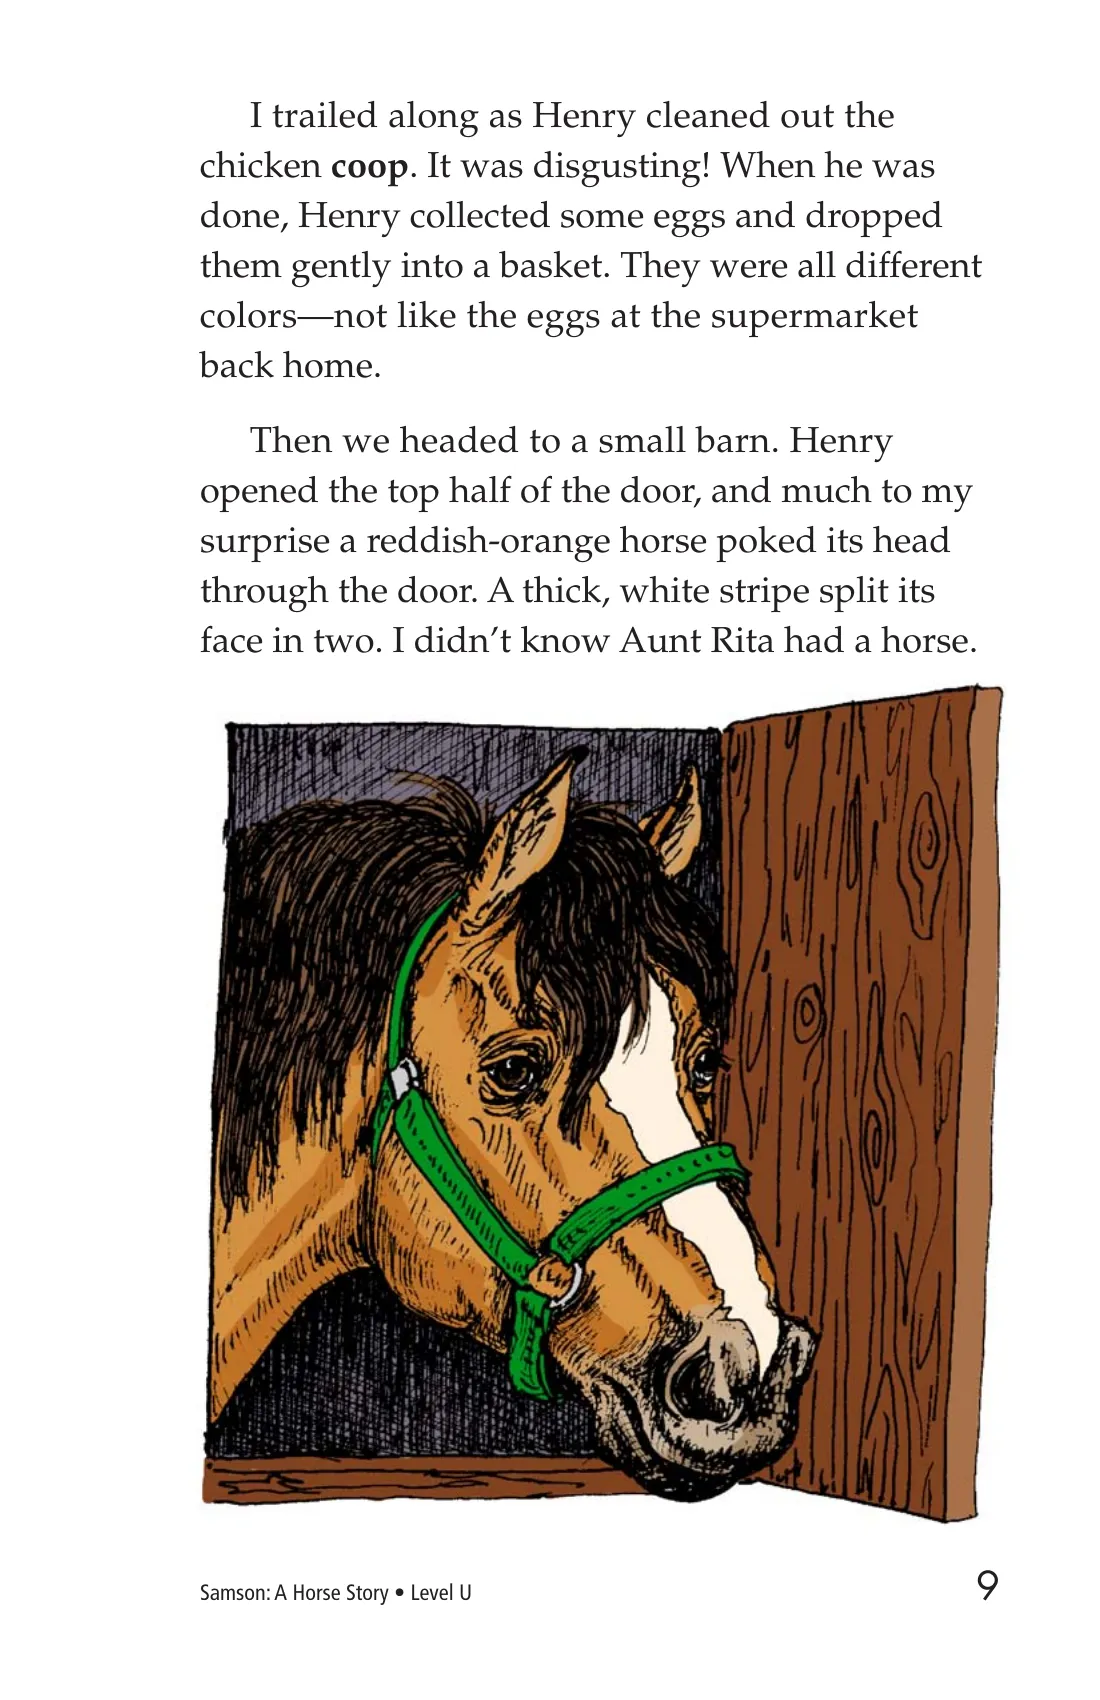 I trailed along as Henry cleaned out the
chicken coop. It was disgusting! When he was
done, Henry collected some eggs and dropped
them gently into a basket. They were all different
colors—not like the eggs at the supermarket
back home.
Then we headed to a small barn. Henry
opened the top half of the door, and much to my
surprise a reddish-orange horse poked its head
through the door. A thick, white stripe split its
face in two. I didn’t know Aunt Rita had a horse.
Samson: A Horse Story • Level U
9